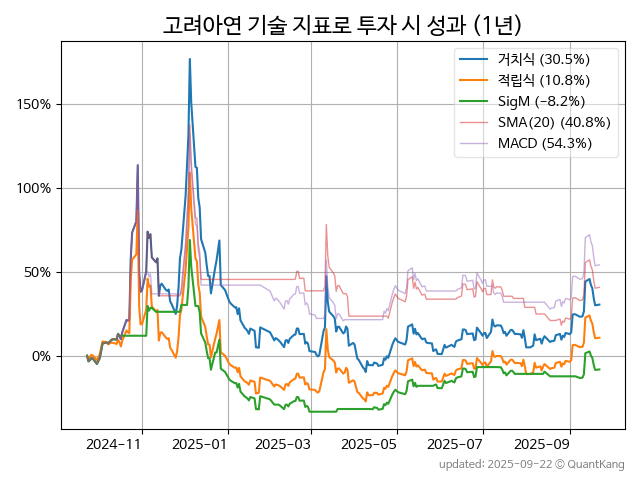 고려아연 기술 지표로 투자 시 성과 (1년)
거치식 (30.5%)
적립식 (10.8%)
SigM (−8.2%)
SMA(20) (40.8%)
MACD (54.3%)
150%
100%
50%
0%
2024-11 2025-01 2025-03 2025-05 2025-07 2025-09
updated: 2025-09-22 © QuantKang